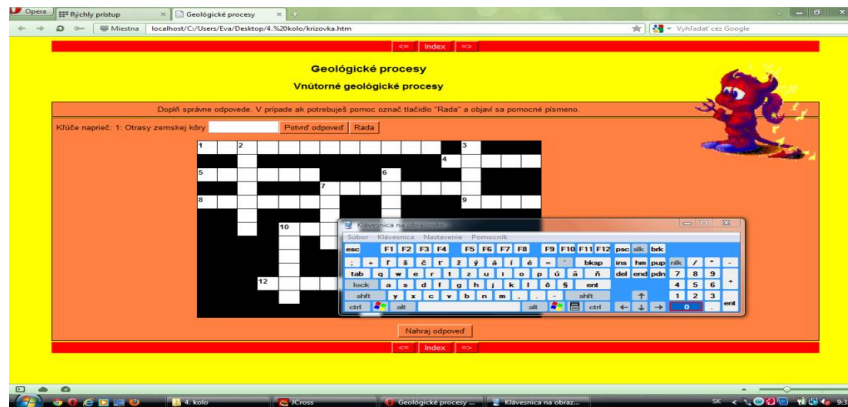 Opera Rýchly prístup Geologické procesy
Miestna localhost/C:/Users/Eva/Desktop/4.%20kolo/krizovka.htm Vyhľadať cez Google
<= Index =>
Geológické procesy
Vnútorné geológické procesy
Doplň správne odpovede. V prípade ak potrebuješ pomoc označ tlačidlo "Rada" a objaví sa pomocné písmeno.
Kľúče naprieč: 1: Otrasy zemskej kôry Potvrď odpoveď Rada
1 2 3
4
5 6
7
8 9
10
12
Klávesnica na obrazovke
Súbor Klávesnica Nastavenie Pomocník
esc F1 F2 F3 F4 F5 F6 F7 F8 F9 F10 F11 F12 psc slk brk
; + ľ š č ť ž ý á í é = ´ bksp ins hm pup nlk / * -
tab q w e r t z u i o p ú ä ň del end pdn 7 8 9 +
lock a s d f g h j k l ô § ent 4 5 6
shft y x c v b n m , . - shft ↑ 1 2 3 ent
ctrl alt alt ctrl ← ↓ → 0 .
Nahraj odpoveď
<= Index =>
4. kolo JCross Geologické procesy ... Klávesnica na obraz... SK